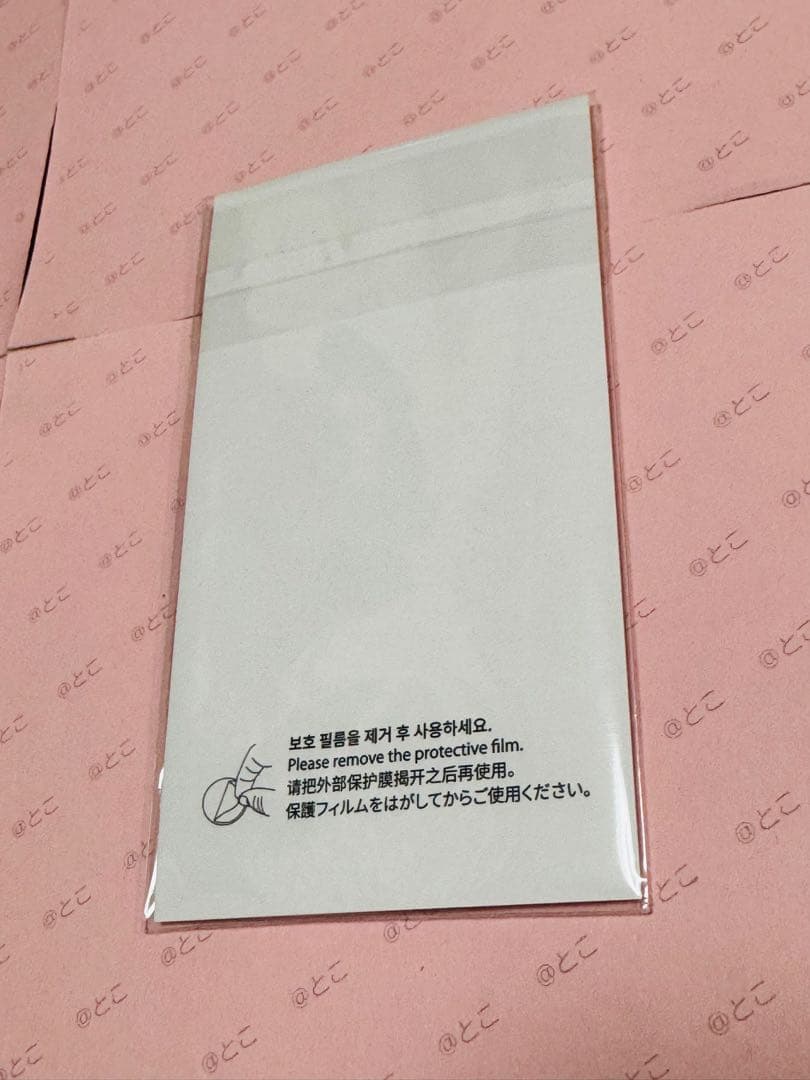 보호 필름을 제거 후 사용하세요.
Please remove the protective film.
请把外部保护膜揭开之后再使用。
保護フィルムをはがしてからご使用ください。
@とこ